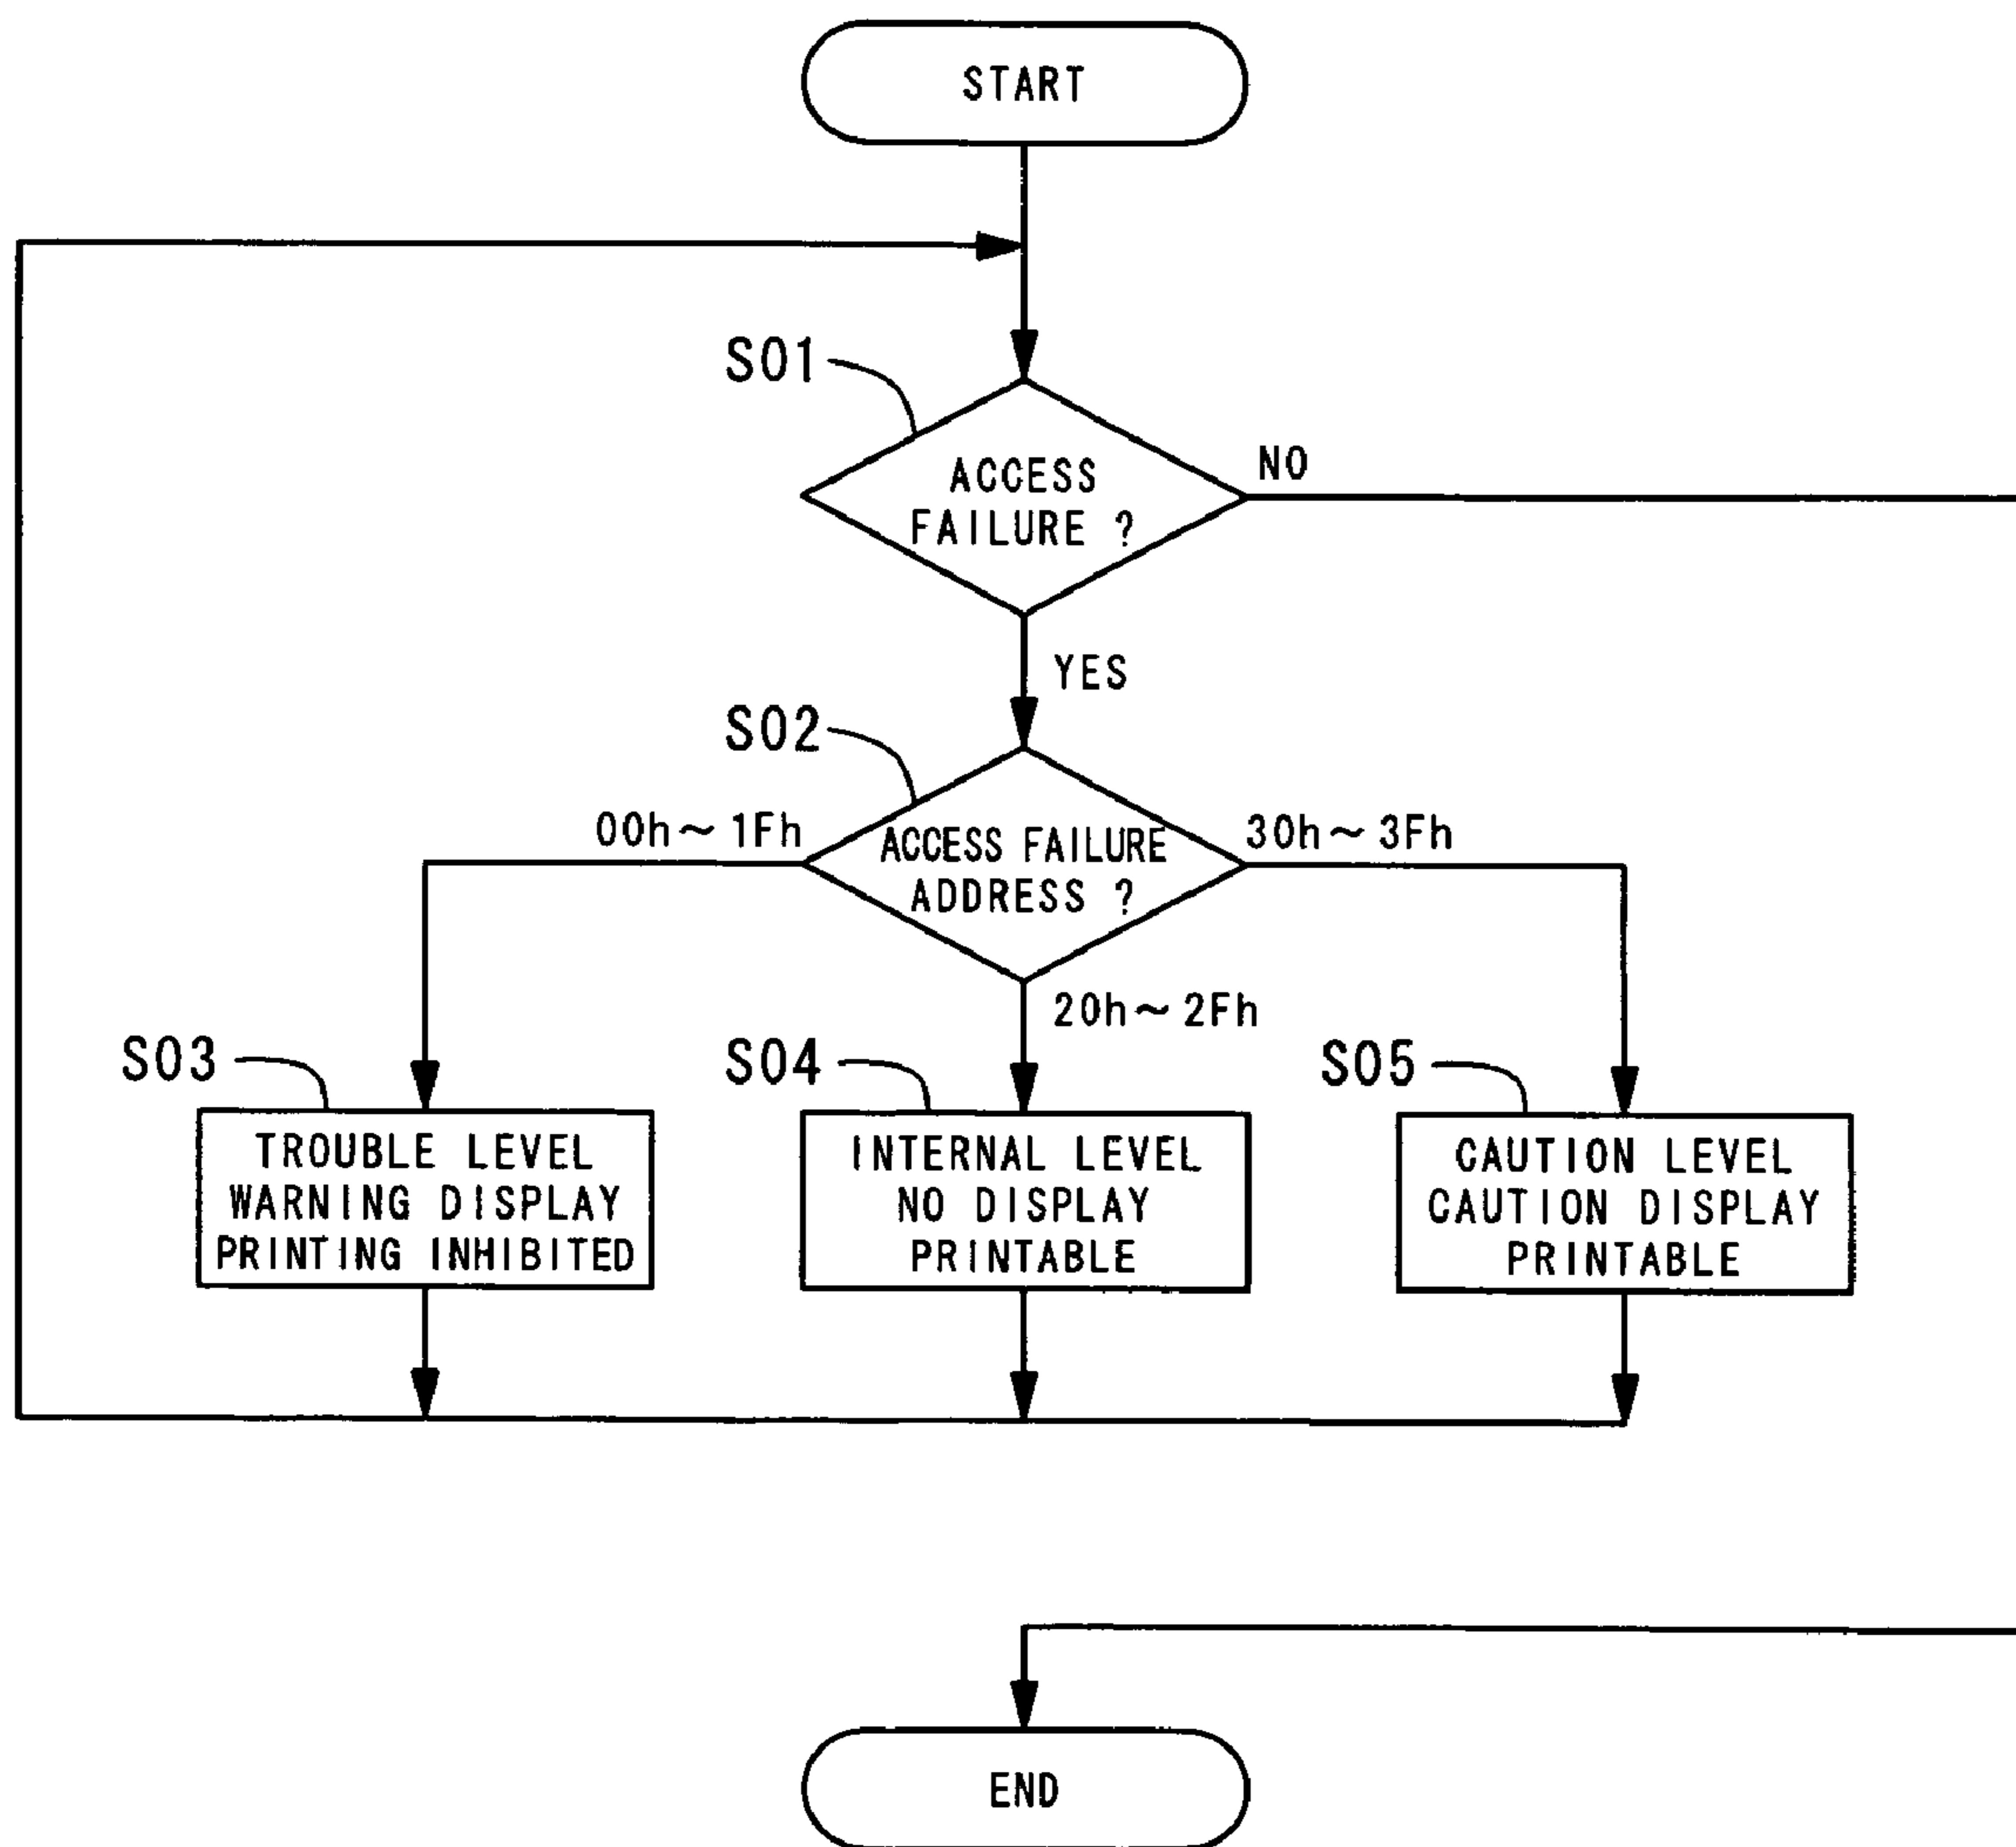 START
S01
ACCESS
FAILURE ?
NO
YES
S02
00h~1Fh
ACCESS FAILURE
ADDRESS ?
30h~3Fh
20h~2Fh
S03
S04
S05
TROUBLE LEVEL
WARNING DISPLAY
PRINTING INHIBITED
INTERNAL LEVEL
NO DISPLAY
PRINTABLE
CAUTION LEVEL
CAUTION DISPLAY
PRINTABLE
END